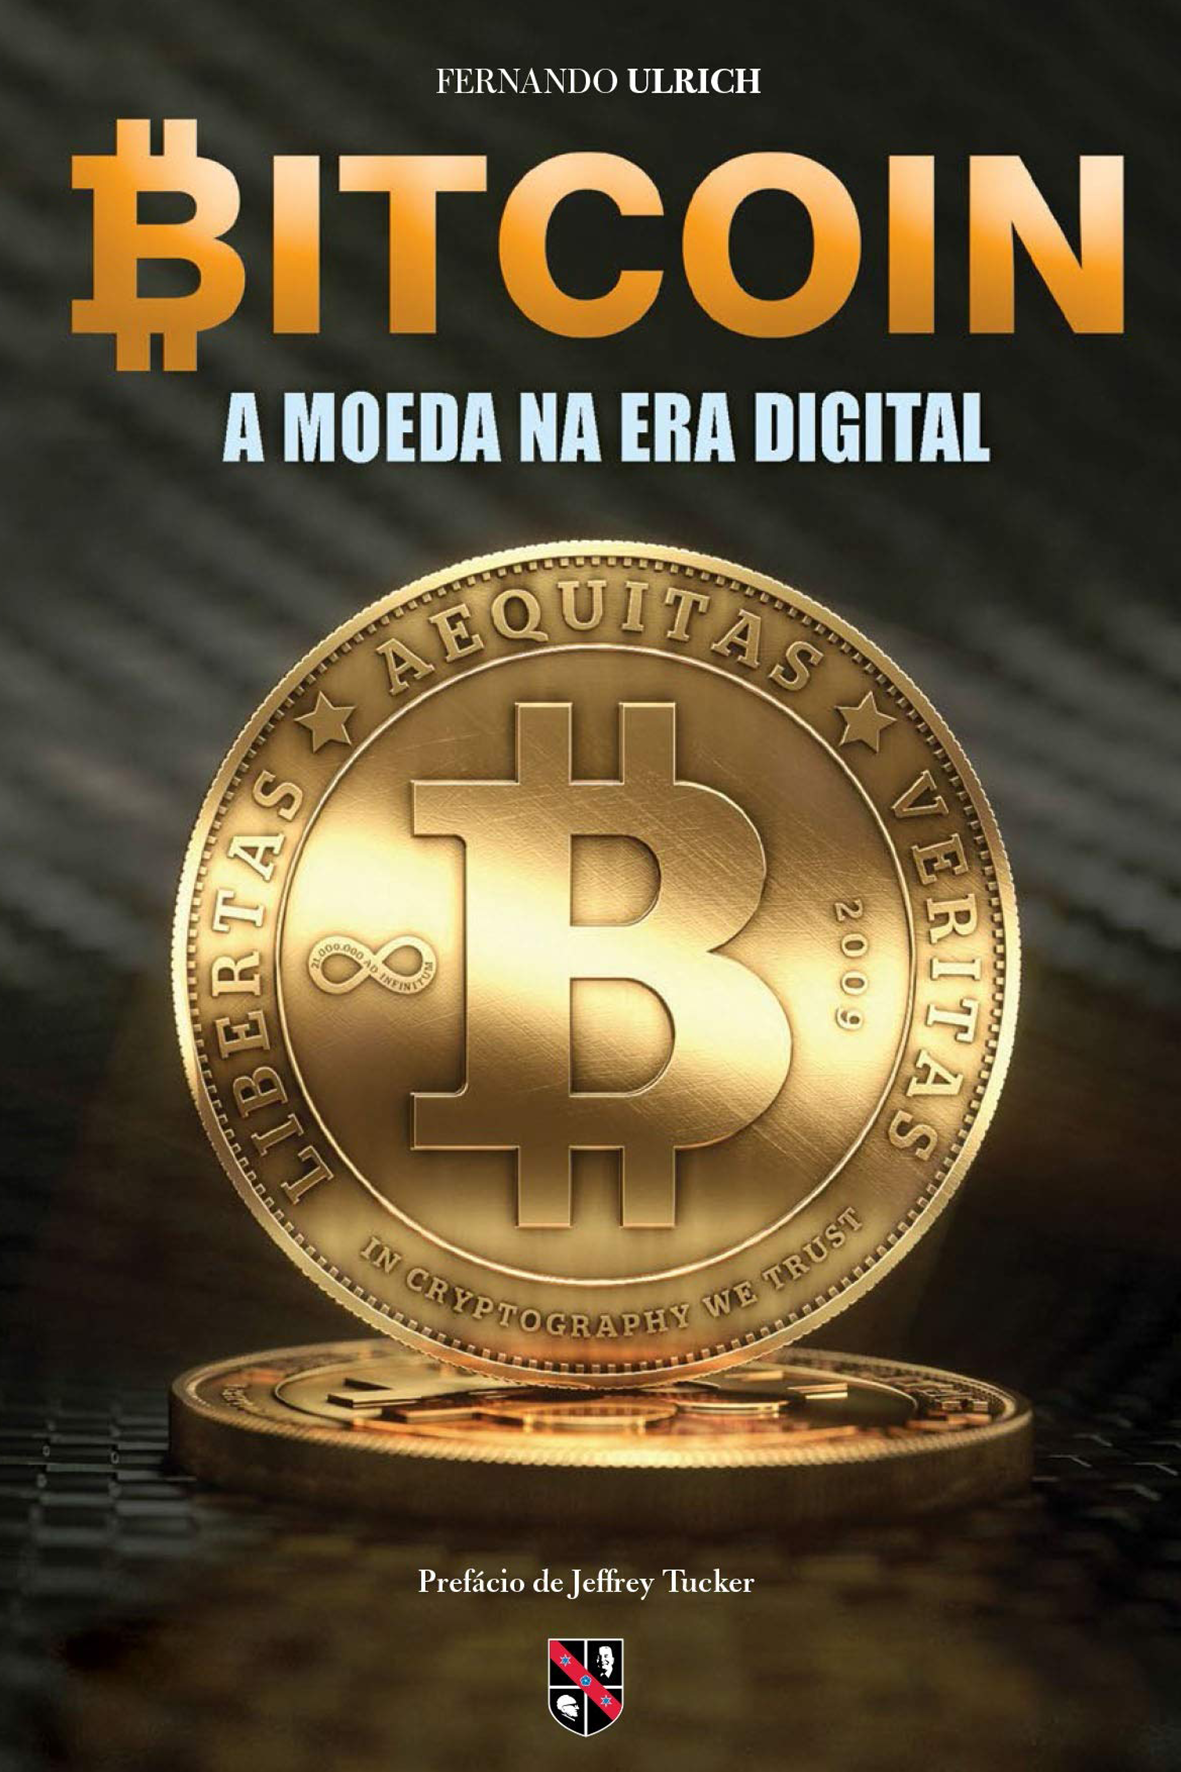 FERNANDO ULRICH
BITCOIN
A MOEDA NA ERA DIGITAL
AEQUITAS
LIBERTAS
VERITAS
21.000.000 AD INFINITUM
2009
IN CRYPTOGRAPHY WE TRUST
Prefácio de Jeffrey Tucker